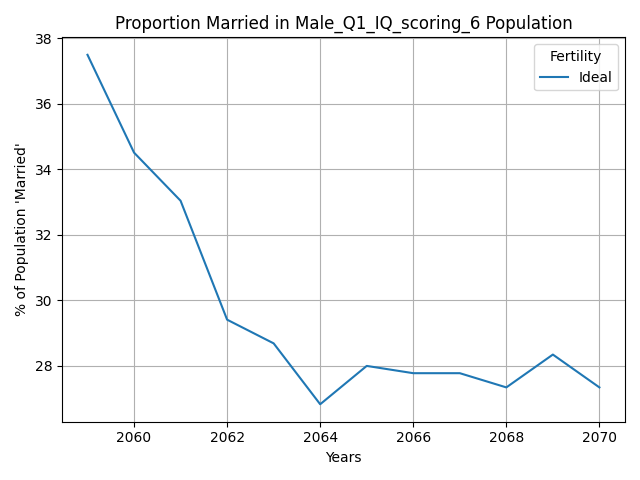 Proportion Married in Male_Q1_IQ_scoring_6 Population
Fertility
Ideal
% of Population 'Married'
38
36
34
32
30
28
2060
2062
2064
2066
2068
2070
Years